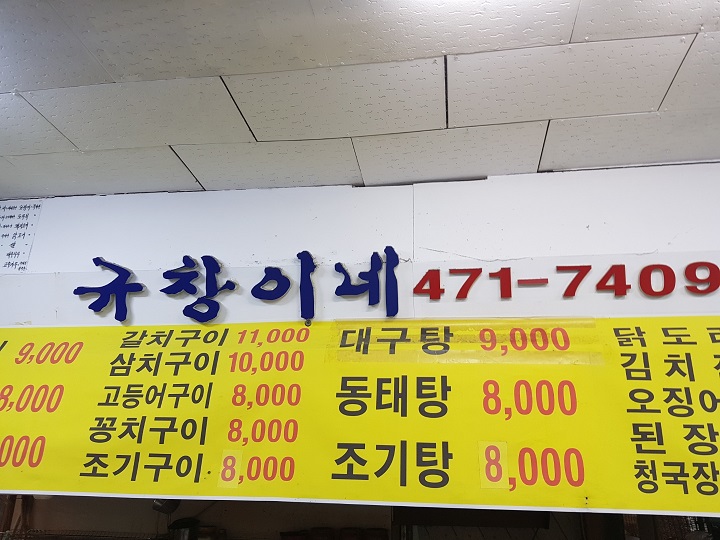 규창이네 471-7409
9,000
8,000
갈치구이 11,000
삼치구이 10,000
고등어구이 8,000
꽁치구이 8,000
조기구이 8,000
대구탕 9,000
동태탕 8,000
조기탕 8,000
닭도리
김치
오징어
된장
청국장